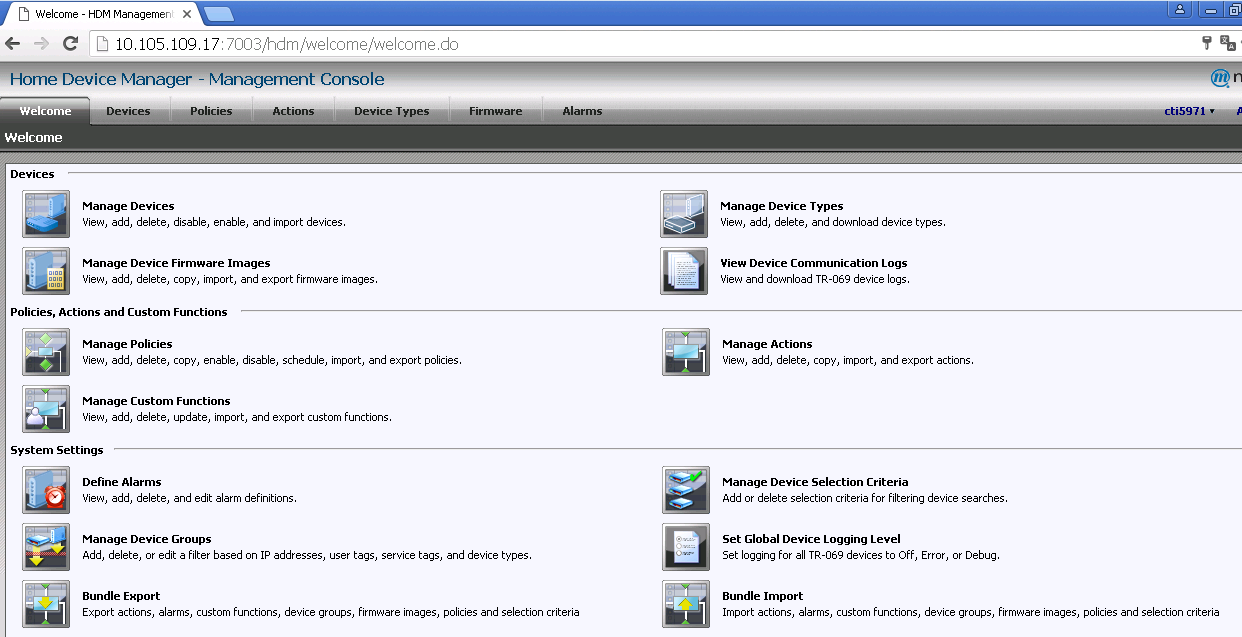 Welcome - HDM Management
10.105.109.17:7003/hdm/welcome/welcome.do
Home Device Manager - Management Console
Welcome Devices Policies Actions Device Types Firmware Alarms cti5971
Welcome
Devices
Manage Devices
View, add, delete, disable, enable, and import devices.
Manage Device Types
View, add, delete, and download device types.
Manage Device Firmware Images
View, add, delete, copy, import, and export firmware images.
View Device Communication Logs
View and download TR-069 device logs.
Policies, Actions and Custom Functions
Manage Policies
View, add, delete, copy, enable, disable, schedule, import, and export policies.
Manage Actions
View, add, delete, copy, import, and export actions.
Manage Custom Functions
View, add, delete, update, import, and export custom functions.
System Settings
Define Alarms
View, add, delete, and edit alarm definitions.
Manage Device Selection Criteria
Add or delete selection criteria for filtering device searches.
Manage Device Groups
Add, delete, or edit a filter based on IP addresses, user tags, service tags, and device types.
Set Global Device Logging Level
Set logging for all TR-069 devices to Off, Error, or Debug.
Bundle Export
Export actions, alarms, custom functions, device groups, firmware images, policies and selection criteria
Bundle Import
Import actions, alarms, custom functions, device groups, firmware images, policies and selection criteria